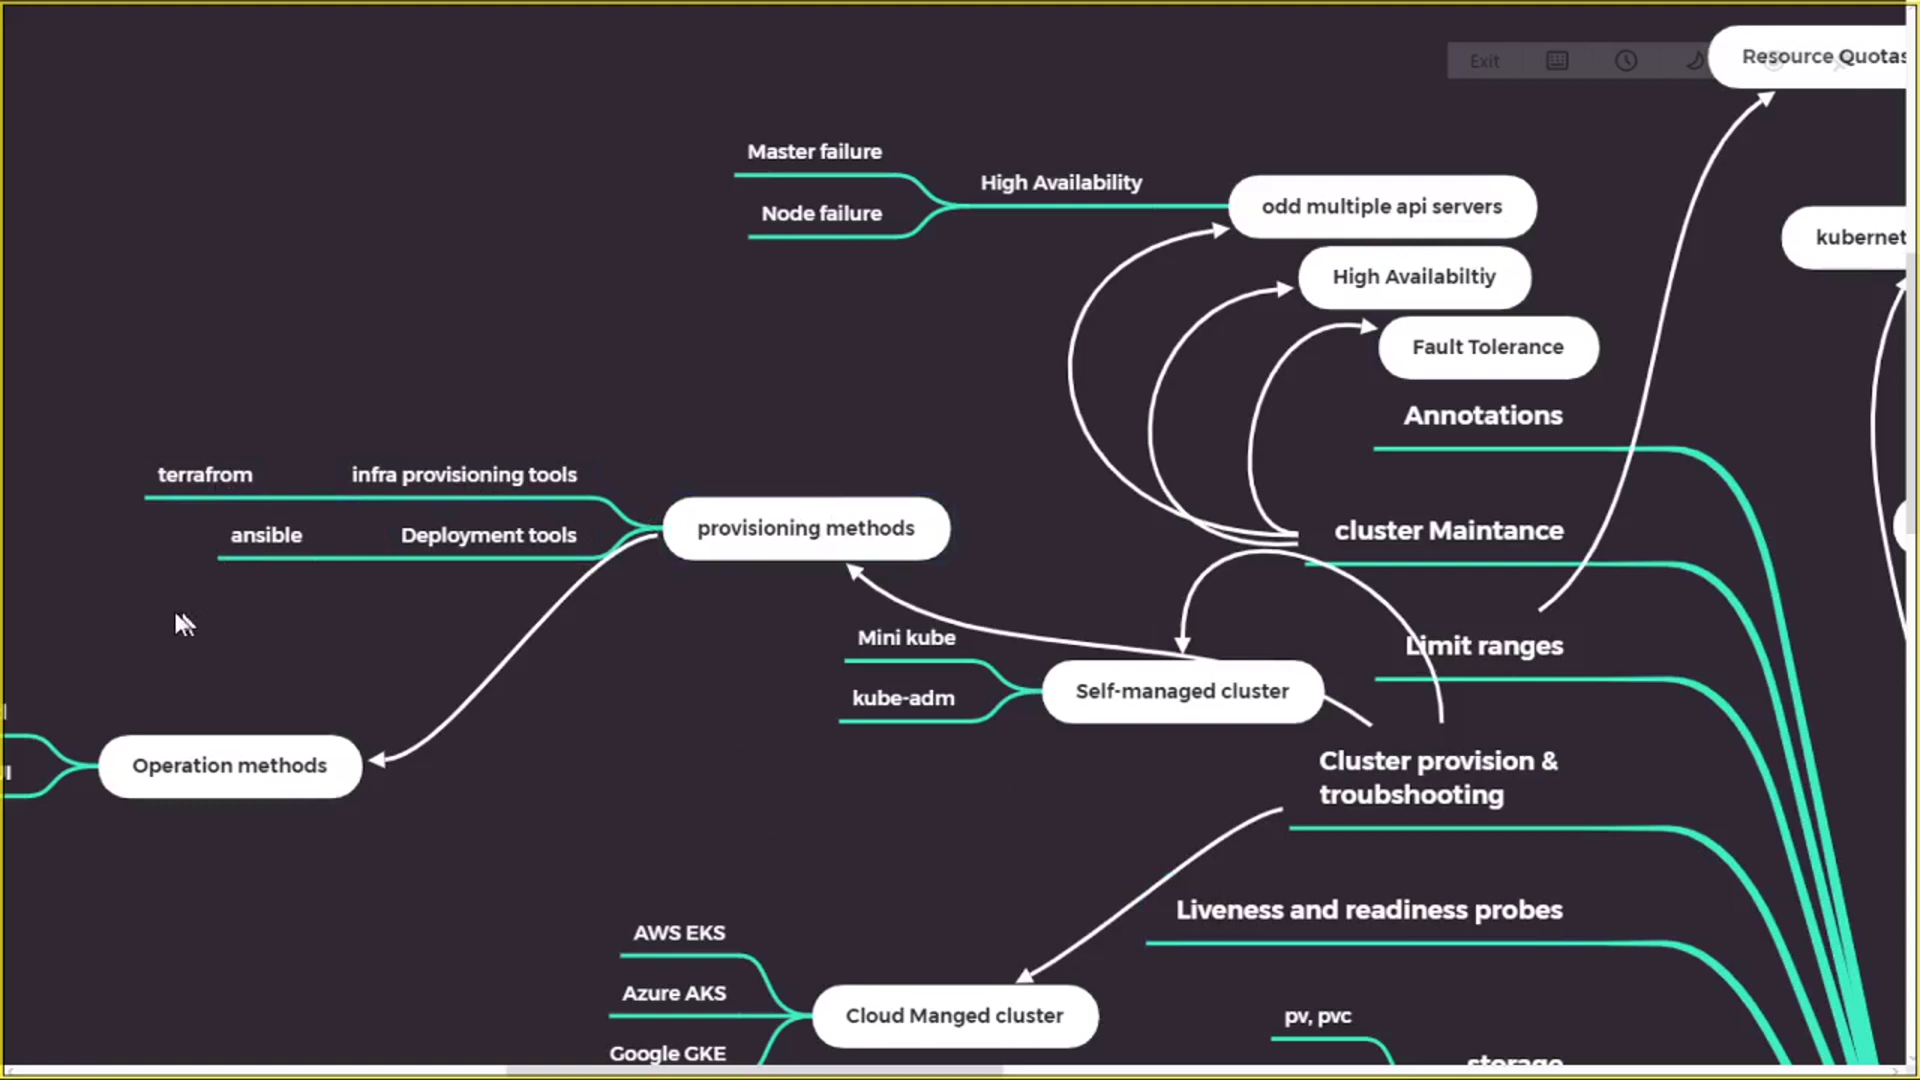 Exit
Resource Quotas
Master failure
High Availability
Node failure
odd multiple api servers
kubernet
High Availabiltiy
Fault Tolerance
Annotations
terrafrom
infra provisioning tools
ansible
Deployment tools
provisioning methods
cluster Maintance
Mini kube
kube-adm
Self-managed cluster
Limit ranges
Operation methods
Cluster provision &
troubshooting
Liveness and readiness probes
AWS EKS
Azure AKS
Google GKE
Cloud Manged cluster
pv, pvc
storage